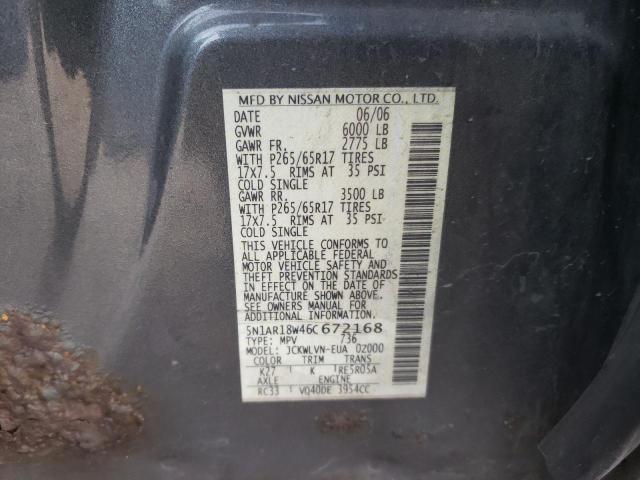 MFD BY NISSAN MOTOR CO., LTD.
DATE 06/06
GVWR 6000 LB
GAWR FR. 2775 LB
WITH P265/65R17 TIRES
17X7.5 RIMS AT 35 PSI
COLD SINGLE
GAWR RR. 3500 LB
WITH P265/65R17 TIRES
17X7.5 RIMS AT 35 PSI
COLD SINGLE
THIS VEHICLE CONFORMS TO
ALL APPLICABLE FEDERAL
MOTOR VEHICLE SAFETY AND
THEFT PREVENTION STANDARDS
IN EFFECT ON THE DATE OF
MANUFACTURE SHOWN ABOVE.
SEE OWNERS MANUAL FOR
ADDITIONAL INFORMATION.
5N1AR18W46C672168
TYPE: MPV 736
MODEL: JCKWLVN-EUA 02000
COLOR TRIM TRANS
K27 K RE5R05A
AXLE ENGINE
RC33 VQ40DE 3954CC